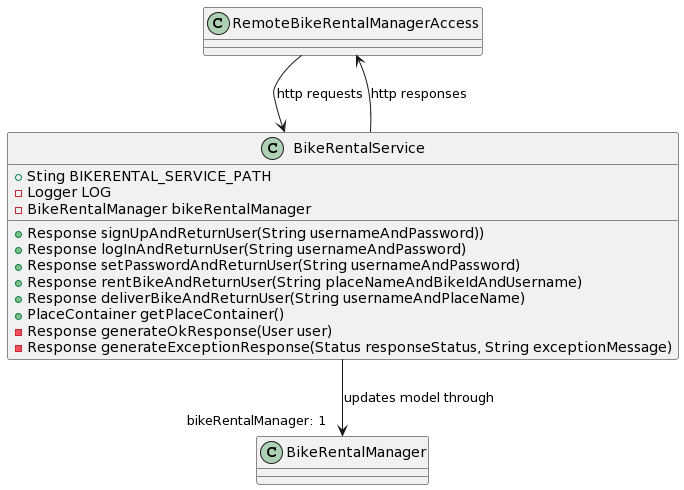 C RemoteBikeRentalManagerAccess
http requests
http responses
C BikeRentalService
Sting BIKERENTAL_SERVICE_PATH
Logger LOG
BikeRentalManager bikeRentalManager
Response signUpAndReturnUser(String usernameAndPassword))
Response logInAndReturnUser(String usernameAndPassword)
Response setPasswordAndReturnUser(String usernameAndPassword)
Response rentBikeAndReturnUser(String placeNameAndBikeIdAndUsername)
Response deliverBikeAndReturnUser(String usernameAndPlaceName)
PlaceContainer getPlaceContainer()
Response generateOkResponse(User user)
Response generateExceptionResponse(Status responseStatus, String exceptionMessage)
updates model through
bikeRentalManager: 1
C BikeRentalManager